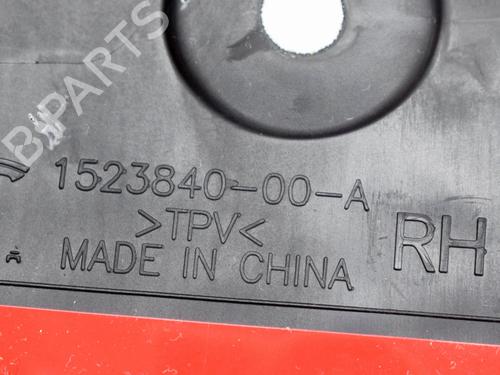 1523840-00-A
>TPV<
MADE IN CHINA
RH
B-PARTS